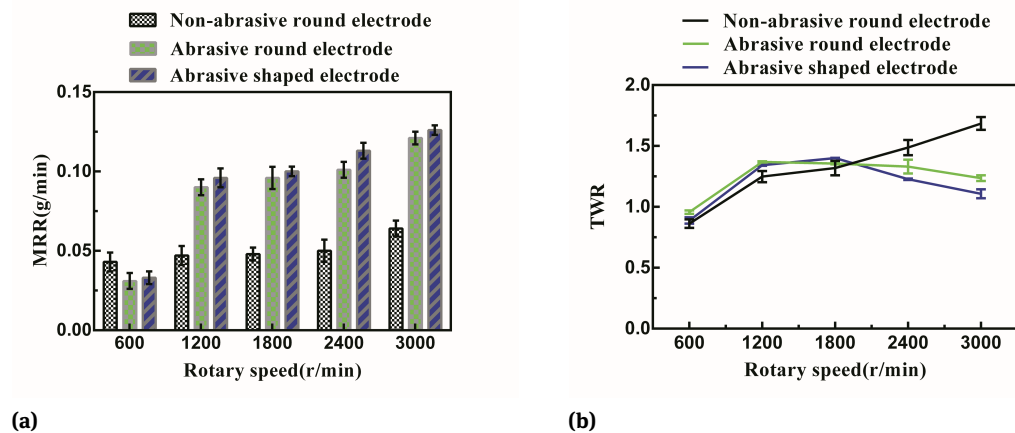 Non-abrasive round electrode
Abrasive round electrode
Abrasive shaped electrode
0.15
0.10
0.05
0.00
MRR(g/min)
600 1200 1800 2400 3000
Rotary speed(r/min)
(a)
Non-abrasive round electrode
Abrasive round electrode
Abrasive shaped electrode
2.0
1.5
1.0
0.5
0.0
TWR
600 1200 1800 2400 3000
Rotary speed(r/min)
(b)